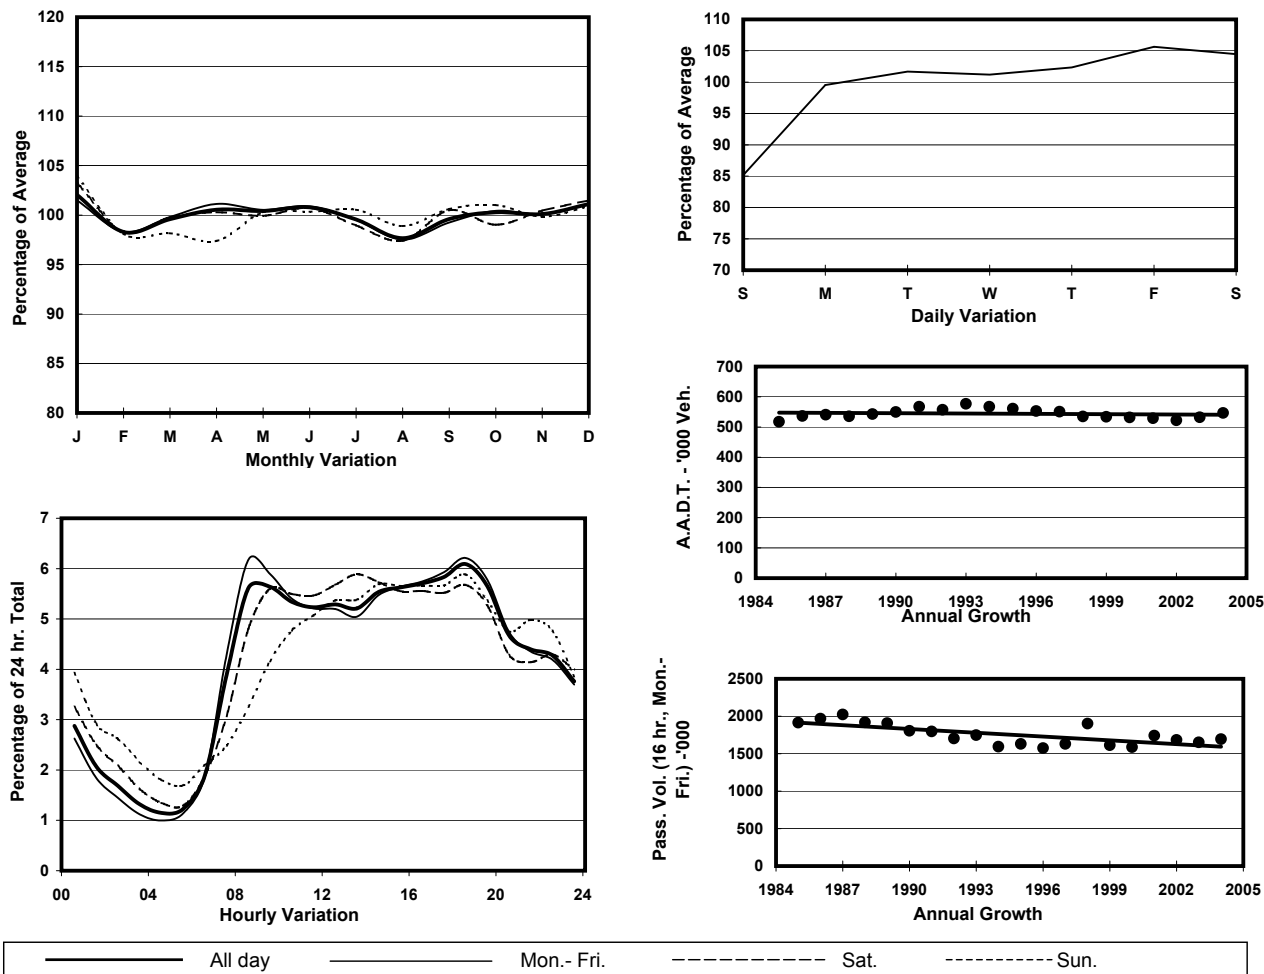 120
115
110
105
100
95
90
85
80
Percentage of Average
J F M A M J J A S O N D
Monthly Variation
110
105
100
95
90
85
80
75
70
Percentage of Average
S M T W T F S
Daily Variation
700
600
500
400
300
200
100
0
A.A.D.T. - '000 Veh.
1984 1987 1990 1993 1996 1999 2002 2005
Annual Growth
7
6
5
4
3
2
1
0
Percentage of 24 hr. Total
00 04 08 12 16 20 24
Hourly Variation
2500
2000
1500
1000
500
0
Pass. Vol. (16 hr., Mon.-
Fri.) -'000
1984 1987 1990 1993 1996 1999 2002 2005
Annual Growth
All day Mon.- Fri. Sat. Sun.